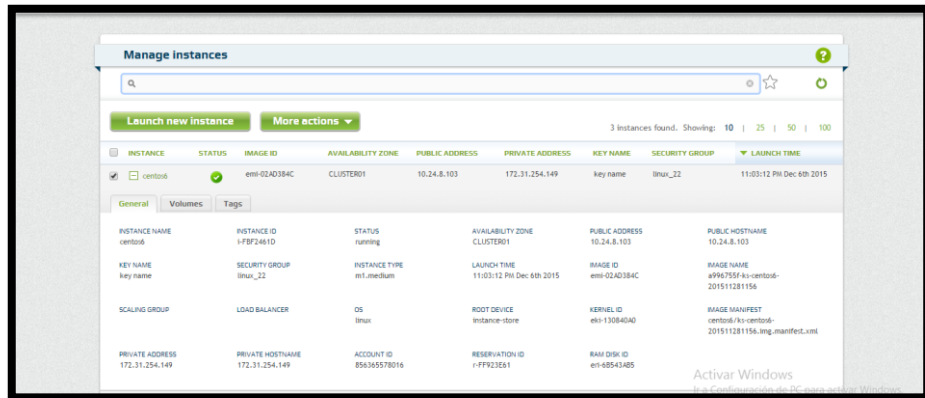 Manage instances
Launch new instance More actions
3 instances found. Showing: 10 | 25 | 50 | 100
INSTANCE STATUS IMAGE ID AVAILABILITY ZONE PUBLIC ADDRESS PRIVATE ADDRESS KEY NAME SECURITY GROUP LAUNCH TIME
centos6 emi-02AD384C CLUSTER01 10.24.8.103 172.31.254.149 key name linux_22 11:03:12 PM Dec 6th 2015
General Volumes Tags
INSTANCE NAME INSTANCE ID STATUS AVAILABILITY ZONE PUBLIC ADDRESS PUBLIC HOSTNAME
centos6 i-FBF2461D running CLUSTER01 10.24.8.103 10.24.8.103
KEY NAME SECURITY GROUP INSTANCE TYPE LAUNCH TIME IMAGE ID IMAGE NAME
key name linux_22 m1.medium 11:03:12 PM Dec 6th 2015 emi-02AD384C a996755f-ks-centos6-
201511281156
SCALING GROUP LOAD BALANCER OS ROOT DEVICE KERNEL ID IMAGE MANIFEST
linux instance-store eki-130840A0 centos6/ks-centos6-
201511281156.img.manifest.xml
PRIVATE ADDRESS PRIVATE HOSTNAME ACCOUNT ID RESERVATION ID RAM DISK ID
172.31.254.149 172.31.254.149 856365578016 r-FF923E61 eri-6B543AB5
Activar Windows
Ir a Configuración de PC para activar Windows.